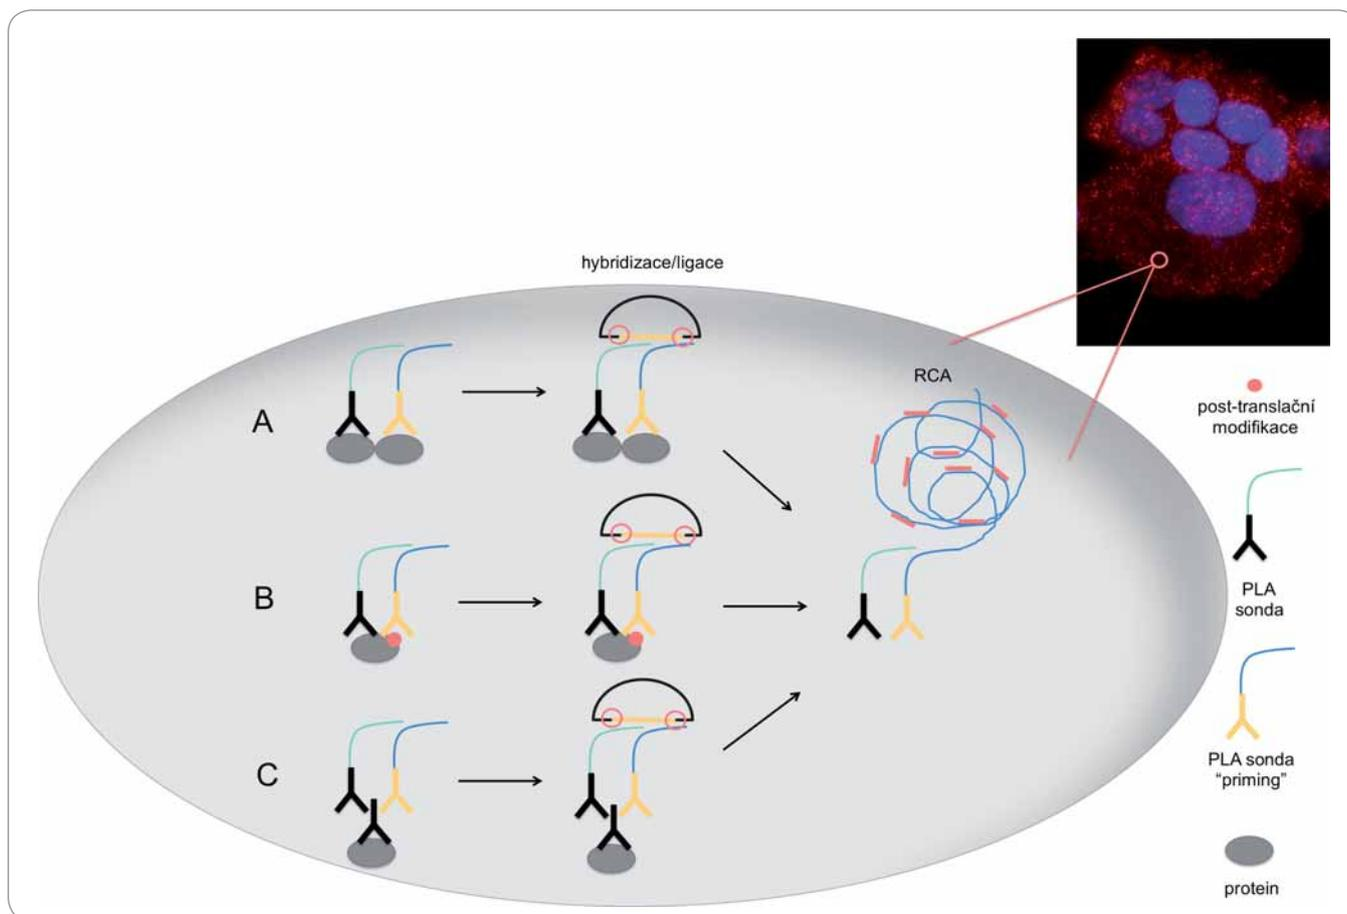 hybridizace/ligace
RCA
A
B
C
post-translační
modifikace
PLA
sonda
PLA sonda
“priming”
protein